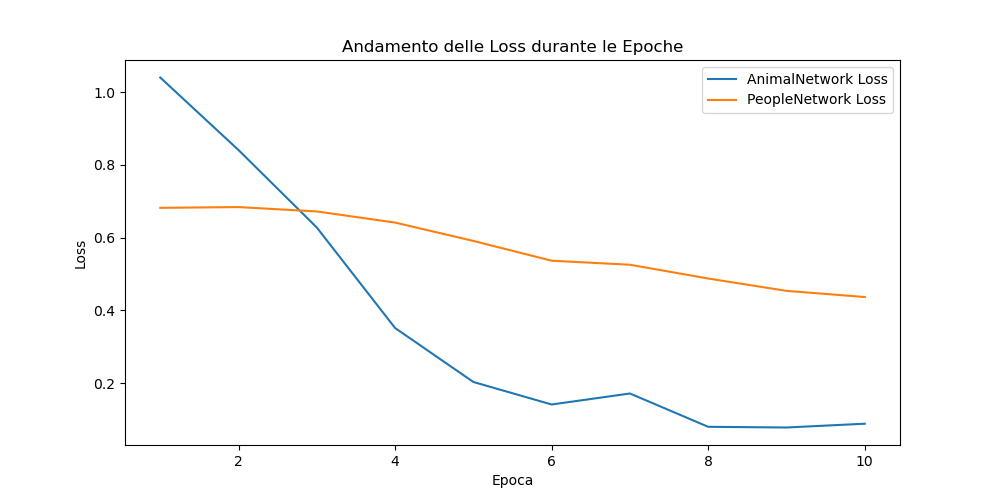 Andamento delle Loss durante le Epoche
AnimalNetwork Loss
PeopleNetwork Loss
1.0
0.8
0.6
0.4
0.2
Loss
2 4 6 8 10
Epoca